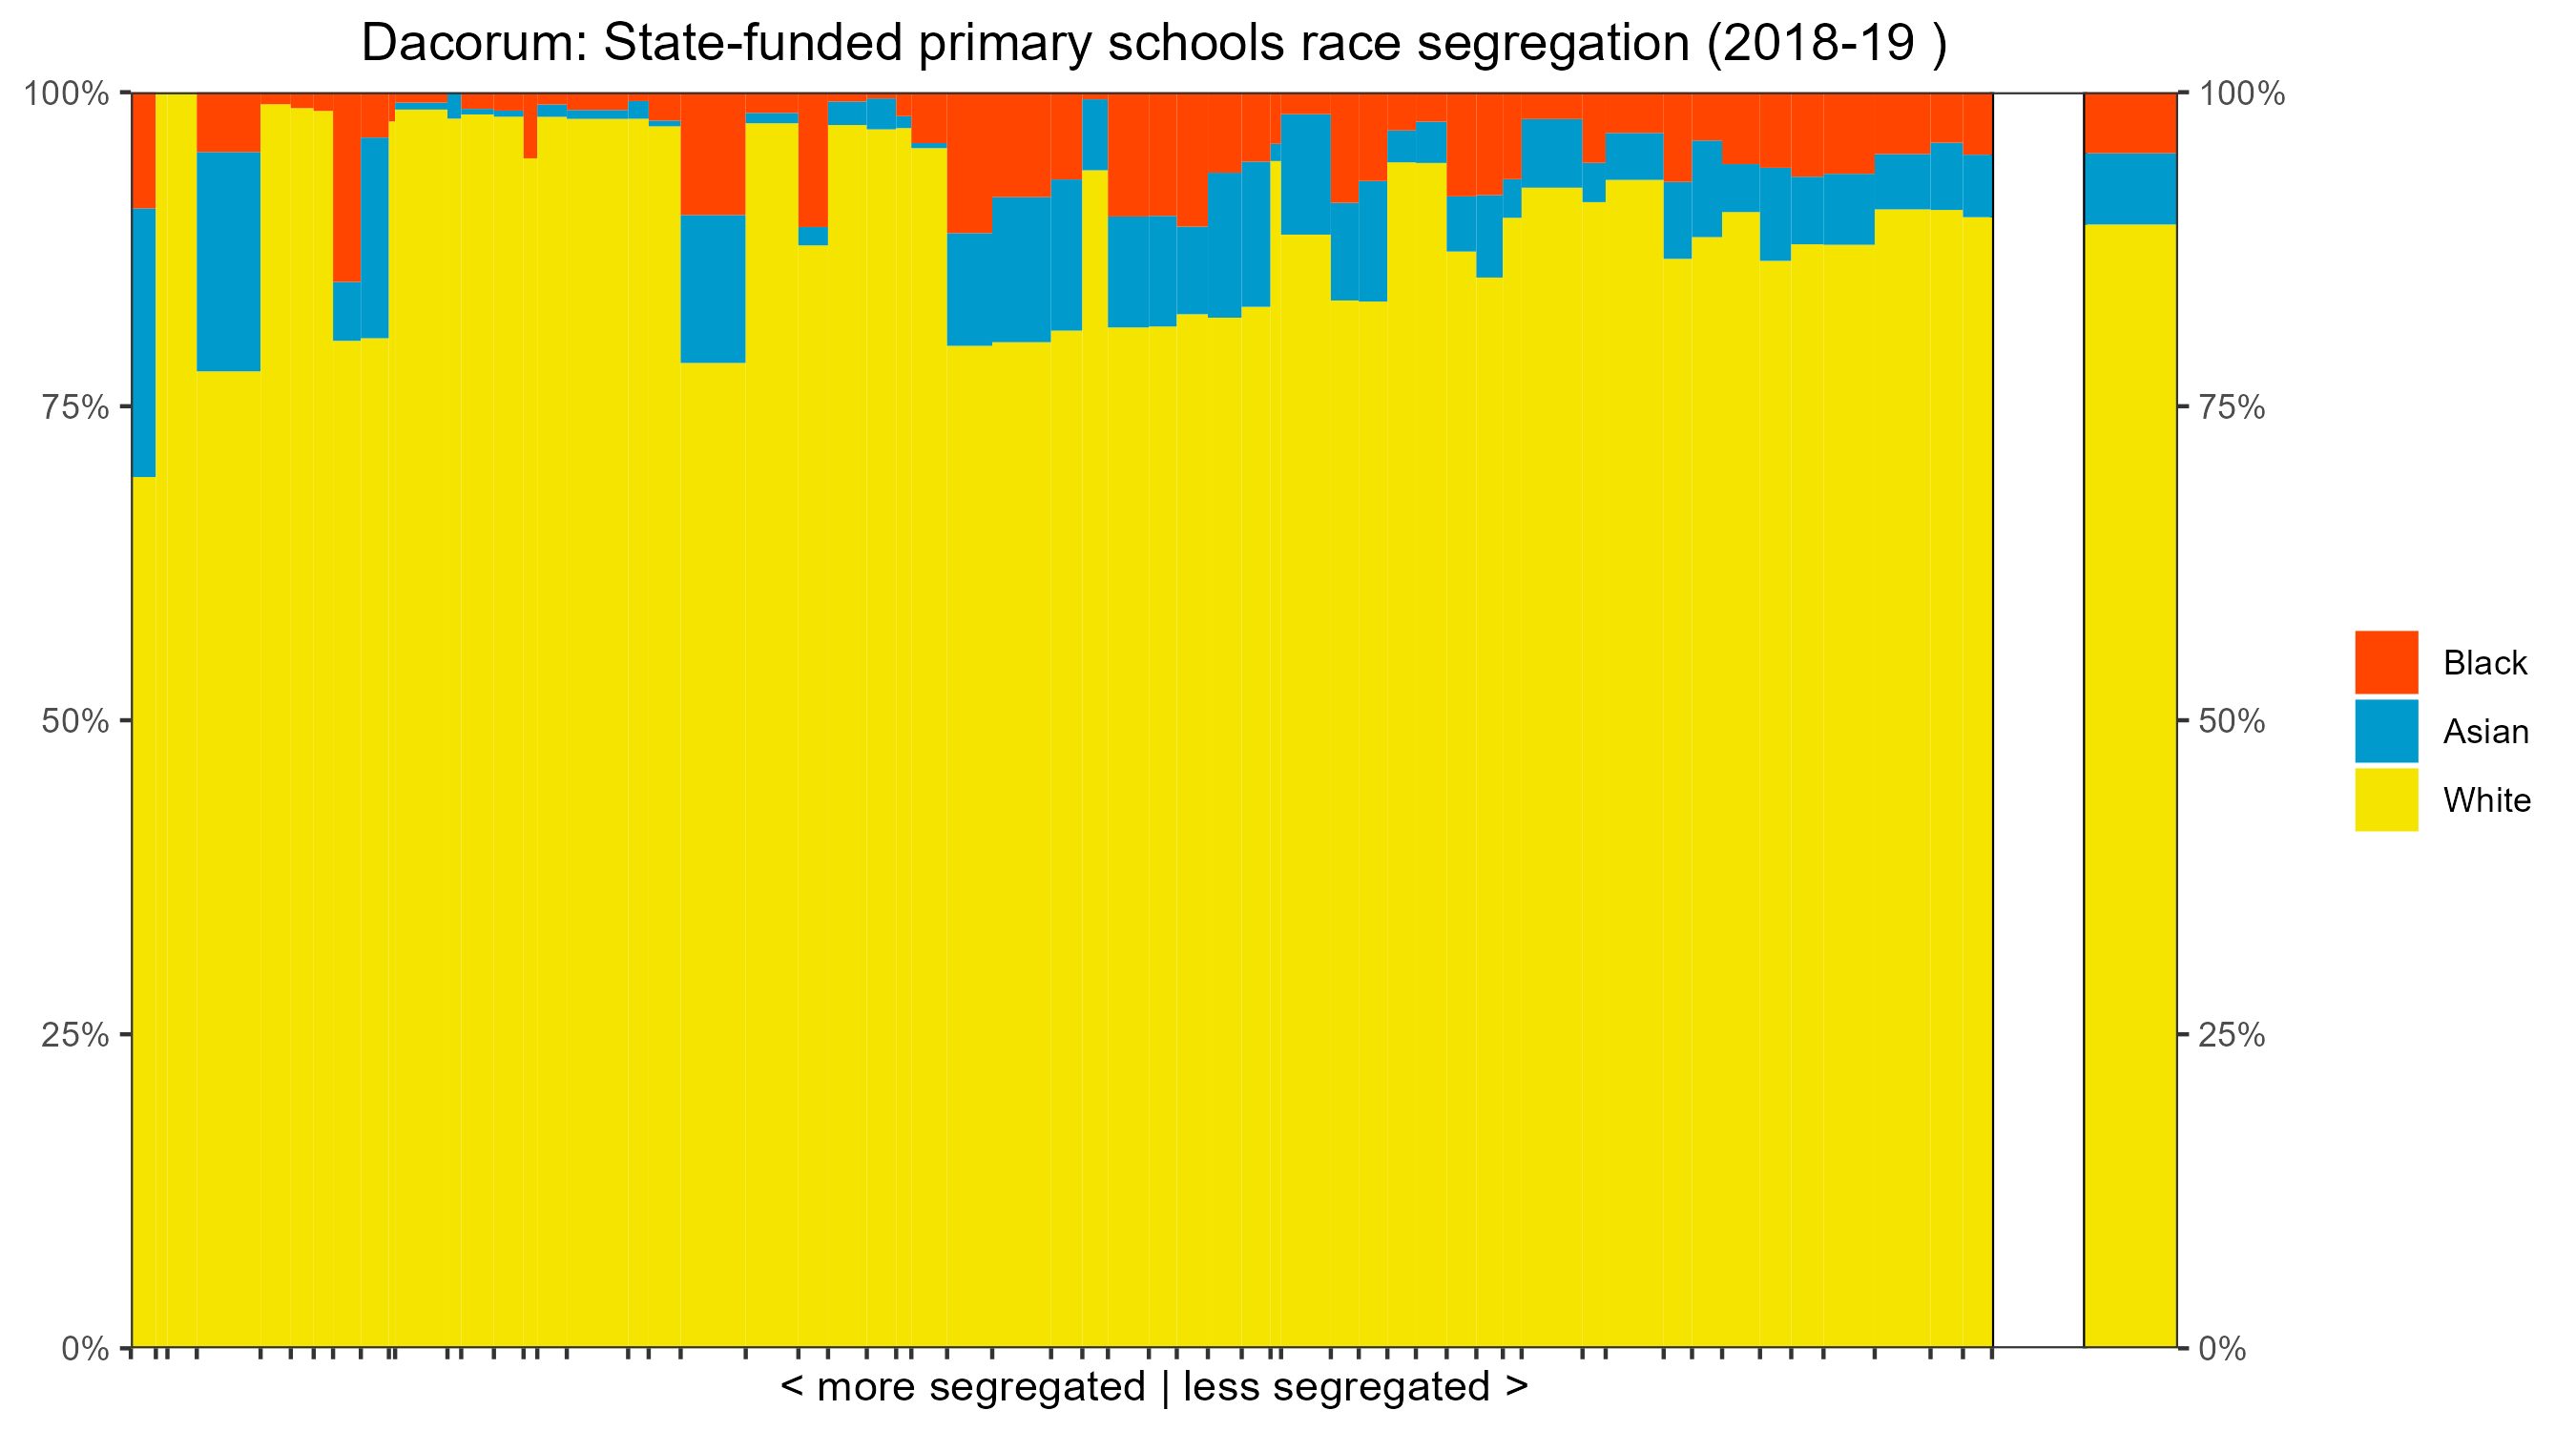 Dacorum: State-funded primary schools race segregation (2018-19 )
100%
75%
50%
25%
0%
100%
75%
50%
25%
0%
Black
Asian
White
< more segregated | less segregated >